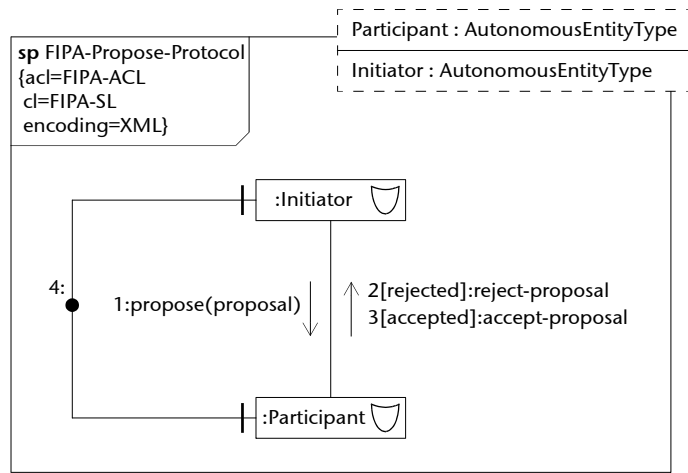 Participant : AutonomousEntityType
Initiator : AutonomousEntityType
sp FIPA-Propose-Protocol
{acl=FIPA-ACL
cl=FIPA-SL
encoding=XML}
:Initiator
4:
1:propose(proposal)
2[rejected]:reject-proposal
3[accepted]:accept-proposal
:Participant